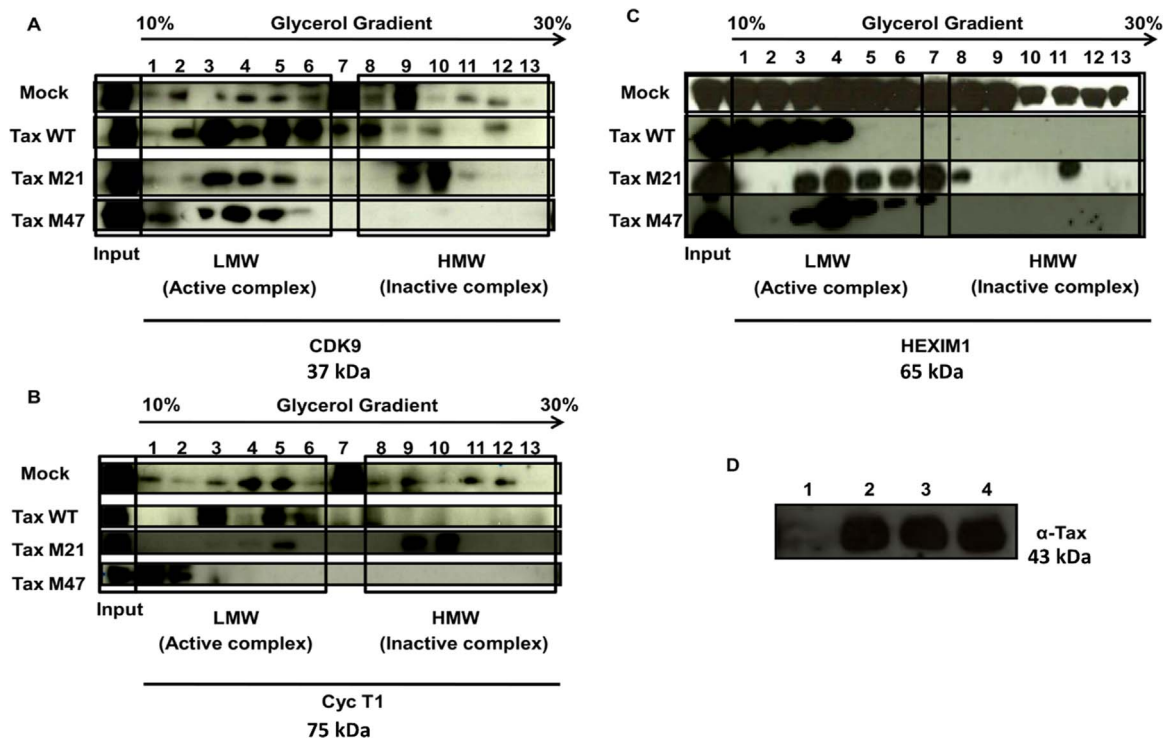 A
10% Glycerol Gradient 30%
1 2 3 4 5 6 7 8 9 10 11 12 13
Mock
Tax WT
Tax M21
Tax M47
Input
LMW HMW
(Active complex) (Inactive complex)
CDK9
37 kDa
B
10% Glycerol Gradient 30%
1 2 3 4 5 6 7 8 9 10 11 12 13
Mock
Tax WT
Tax M21
Tax M47
Input
LMW HMW
(Active complex) (Inactive complex)
Cyc T1
75 kDa
C
10% Glycerol Gradient 30%
1 2 3 4 5 6 7 8 9 10 11 12 13
Mock
Tax WT
Tax M21
Tax M47
Input
LMW HMW
(Active complex) (Inactive complex)
HEXIM1
65 kDa
D
1 2 3 4
α-Tax
43 kDa